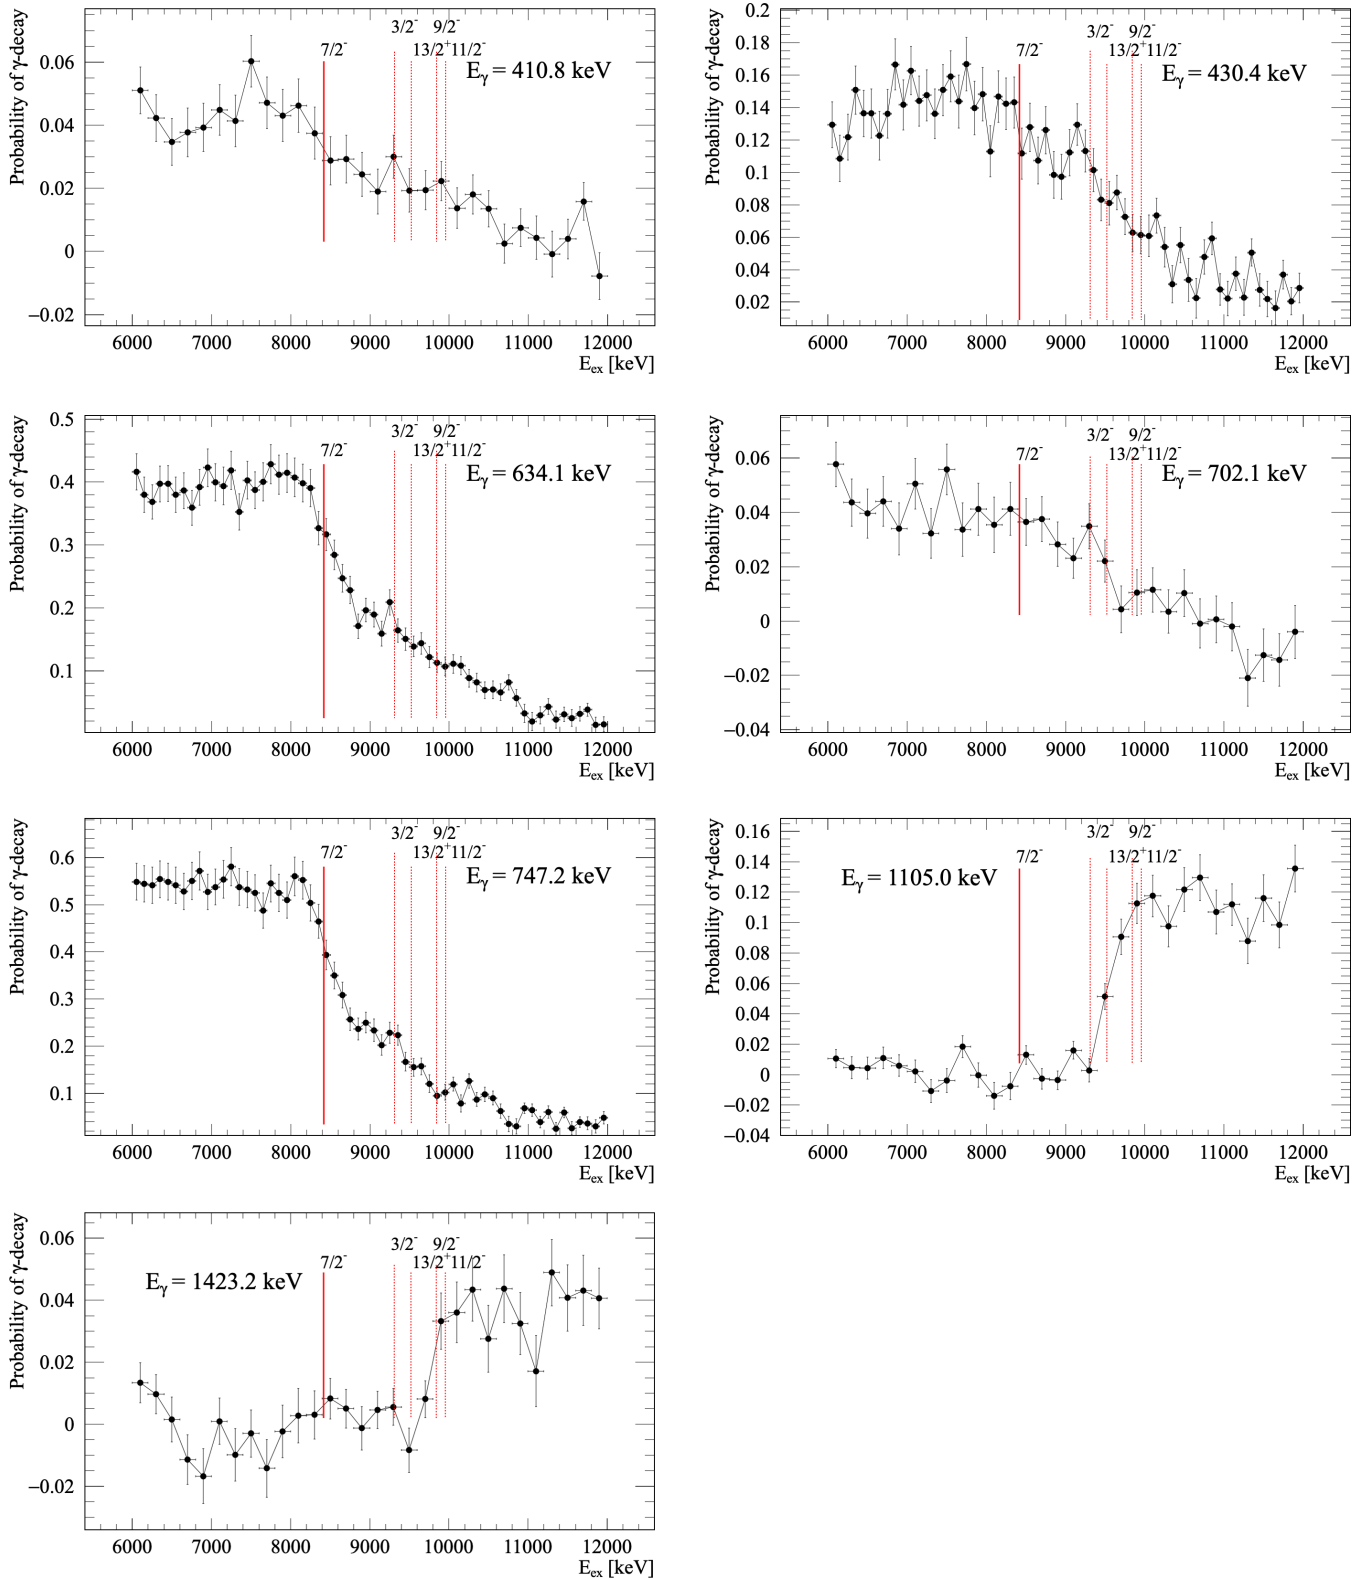 Probability of γ-decay
0.06
0.04
0.02
0
−0.02
3/2⁻ 9/2⁻
7/2⁻ 13/2⁺11/2⁻
Eγ = 410.8 keV
6000 7000 8000 9000 10000 11000 12000
E_ex [keV]
Probability of γ-decay
0.2
0.18
0.16
0.14
0.12
0.1
0.08
0.06
0.04
0.02
3/2⁻ 9/2⁻
7/2⁻ 13/2⁺11/2⁻
Eγ = 430.4 keV
6000 7000 8000 9000 10000 11000 12000
E_ex [keV]
Probability of γ-decay
0.5
0.4
0.3
0.2
0.1
3/2⁻ 9/2⁻
7/2⁻ 13/2⁺11/2⁻
Eγ = 634.1 keV
6000 7000 8000 9000 10000 11000 12000
E_ex [keV]
Probability of γ-decay
0.06
0.04
0.02
0
−0.02
−0.04
3/2⁻ 9/2⁻
7/2⁻ 13/2⁺11/2⁻
Eγ = 702.1 keV
6000 7000 8000 9000 10000 11000 12000
E_ex [keV]
Probability of γ-decay
0.6
0.5
0.4
0.3
0.2
0.1
3/2⁻ 9/2⁻
7/2⁻ 13/2⁺11/2⁻
Eγ = 747.2 keV
6000 7000 8000 9000 10000 11000 12000
E_ex [keV]
Probability of γ-decay
0.16
0.14
0.12
0.1
0.08
0.06
0.04
0.02
0
−0.02
−0.04
3/2⁻ 9/2⁻
7/2⁻ 13/2⁺11/2⁻
Eγ = 1105.0 keV
6000 7000 8000 9000 10000 11000 12000
E_ex [keV]
Probability of γ-decay
0.06
0.04
0.02
0
−0.02
3/2⁻ 9/2⁻
7/2⁻ 13/2⁺11/2⁻
Eγ = 1423.2 keV
6000 7000 8000 9000 10000 11000 12000
E_ex [keV]